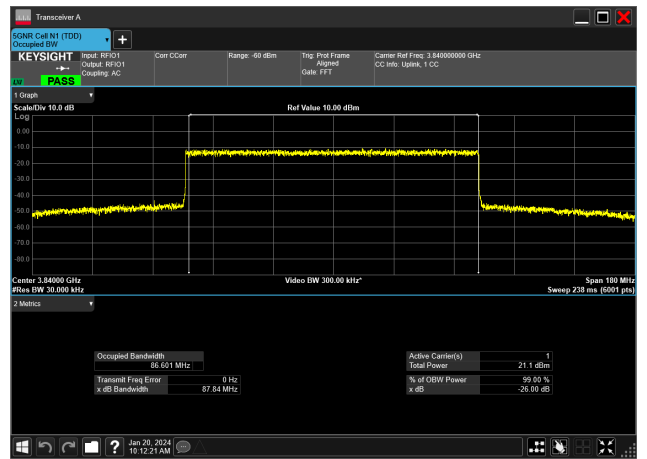 Transceiver A
5GNR Cell N1 (TDD)
Occupied BW
KEYSIGHT
Input: RFIO1
Output: RFIO1
Coupling: AC
Corr CCorr
Range: -60 dBm
Trig: Prot Frame
Aligned
Gate: FFT
Carrier Ref Freq: 3.840000000 GHz
CC Info: Uplink, 1 CC
PASS
1 Graph
Scale/Div 10.0 dB
Ref Value 10.00 dBm
Log
0.00
-10.0
-20.0
-30.0
-40.0
-50.0
-60.0
-70.0
-80.0
Center 3.84000 GHz
Video BW 300.00 kHz*
Span 180 MHz
#Res BW 30.000 kHz
Sweep 238 ms (6001 pts)
2 Metrics
Occupied Bandwidth
86.601 MHz
Active Carrier(s) 1
Total Power 21.1 dBm
Transmit Freq Error 0 Hz
x dB Bandwidth 87.84 MHz
% of OBW Power 99.00 %
x dB -26.00 dB
Jan 20, 2024
10:12:21 AM